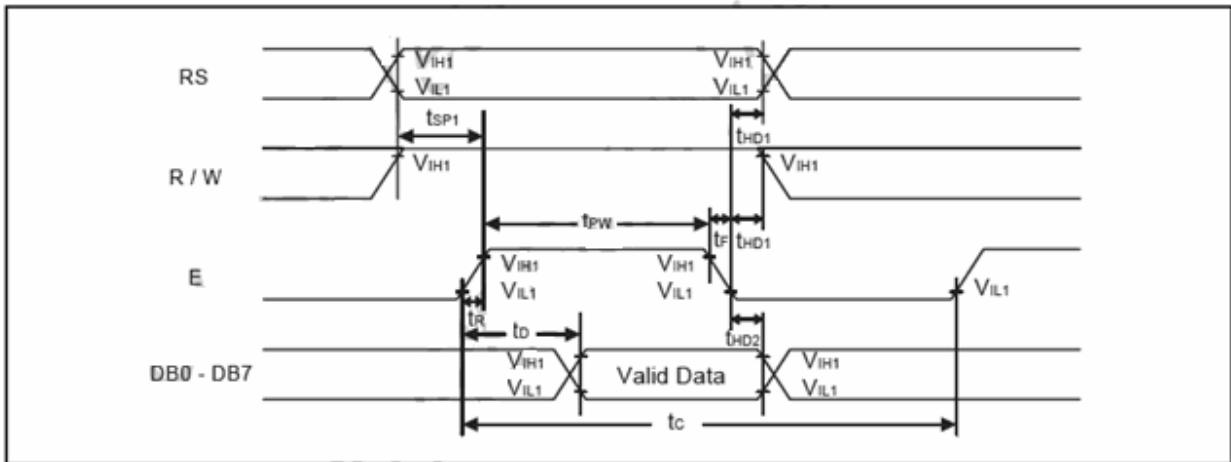 RS VIH1 VIL1 VIH1 VIL1
tSP1 tHD1
R / W VIH1 VIH1
tPW tF tHD1
E VIH1 VIL1 VIH1 VIL1 VIL1
tR tD tHD2
DB0 - DB7 VIH1 VIL1 Valid Data VIH1 VIL1
tC